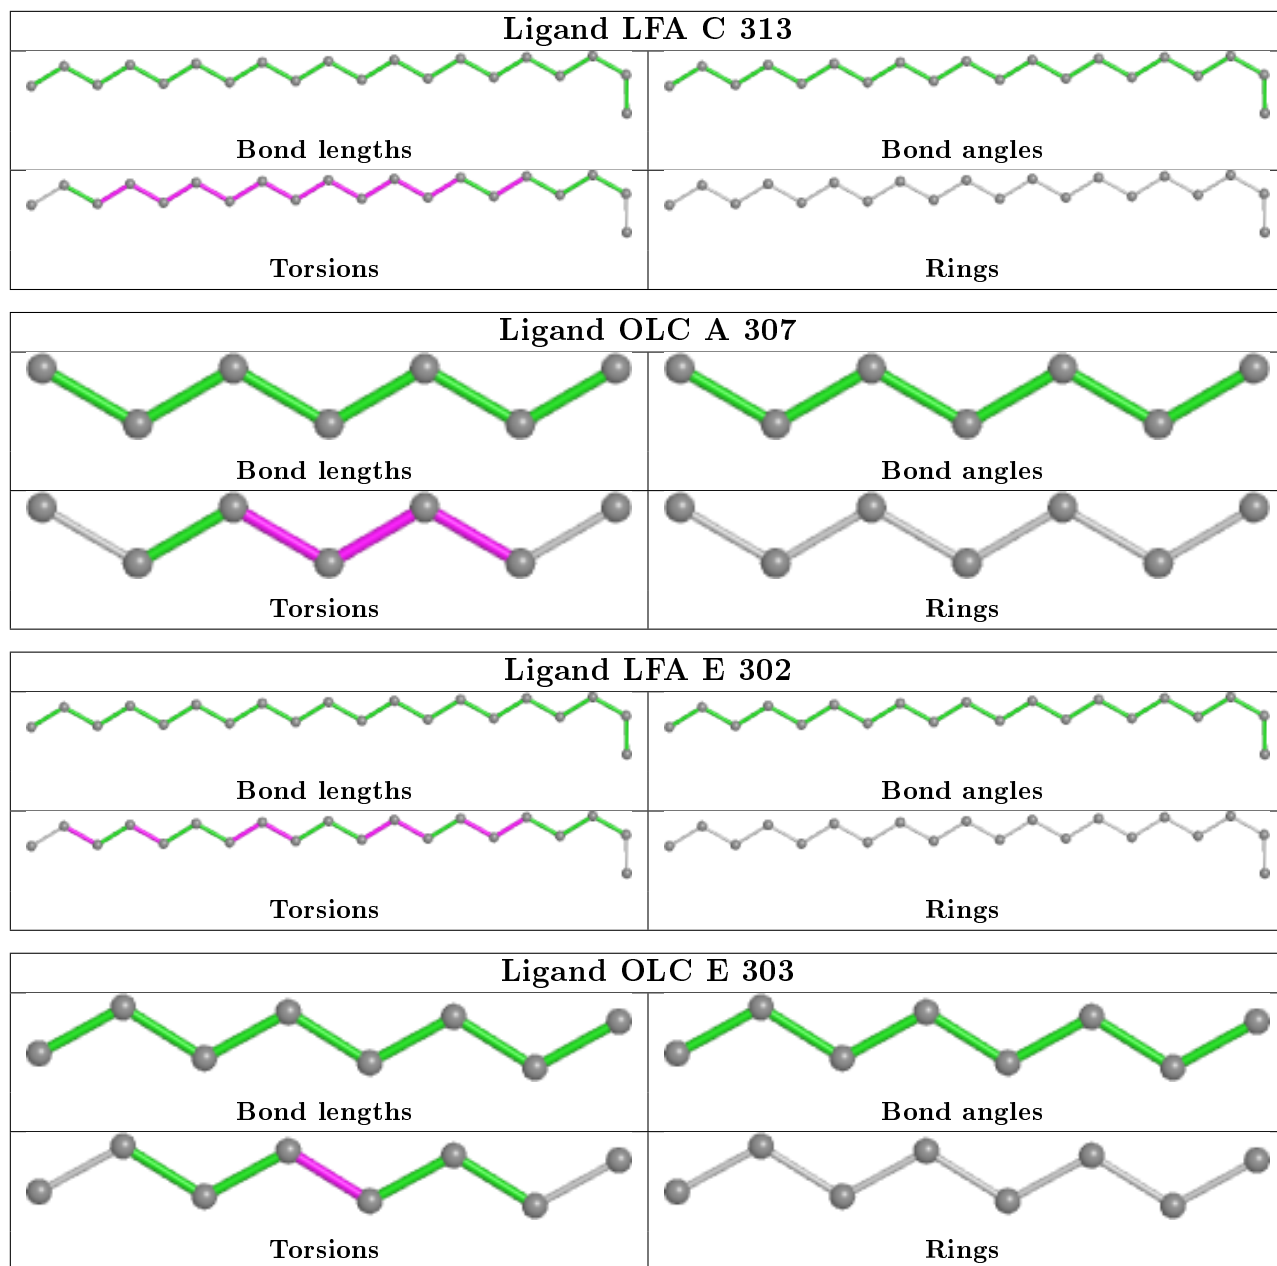 Ligand LFA C 313
Bond lengths Bond angles
Torsions Rings
Ligand OLC A 307
Bond lengths Bond angles
Torsions Rings
Ligand LFA E 302
Bond lengths Bond angles
Torsions Rings
Ligand OLC E 303
Bond lengths Bond angles
Torsions Rings